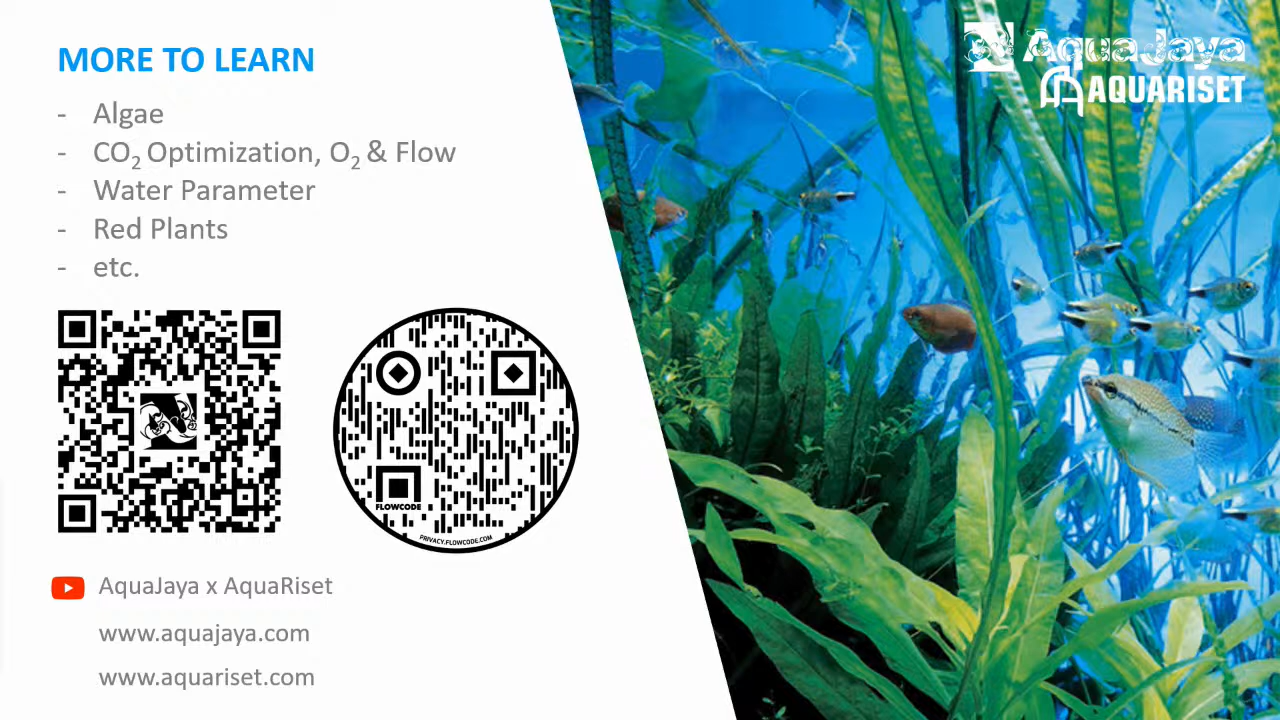 MORE TO LEARN
- Algae
- CO₂ Optimization, O₂ & Flow
- Water Parameter
- Red Plants
- etc.
AquaJaya
AQUARISET
FLOWCODE
PRIVACY.FLOWCODE.COM
AquaJaya x AquaRiset
www.aquajaya.com
www.aquariset.com